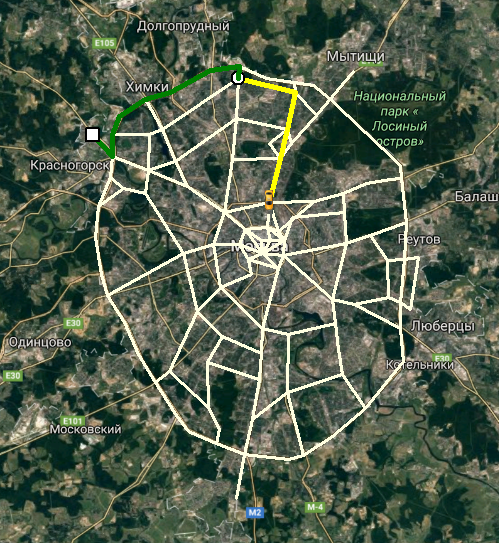 Долгопрудный
E105
Мытищи
Химки
Национальный
парк «
Лосиный
остров»
Красногорск
Балаш
Реутов
E30
Люберцы
Одинцово
E30
Котельники
E30
E101
Московский
M2
M-4